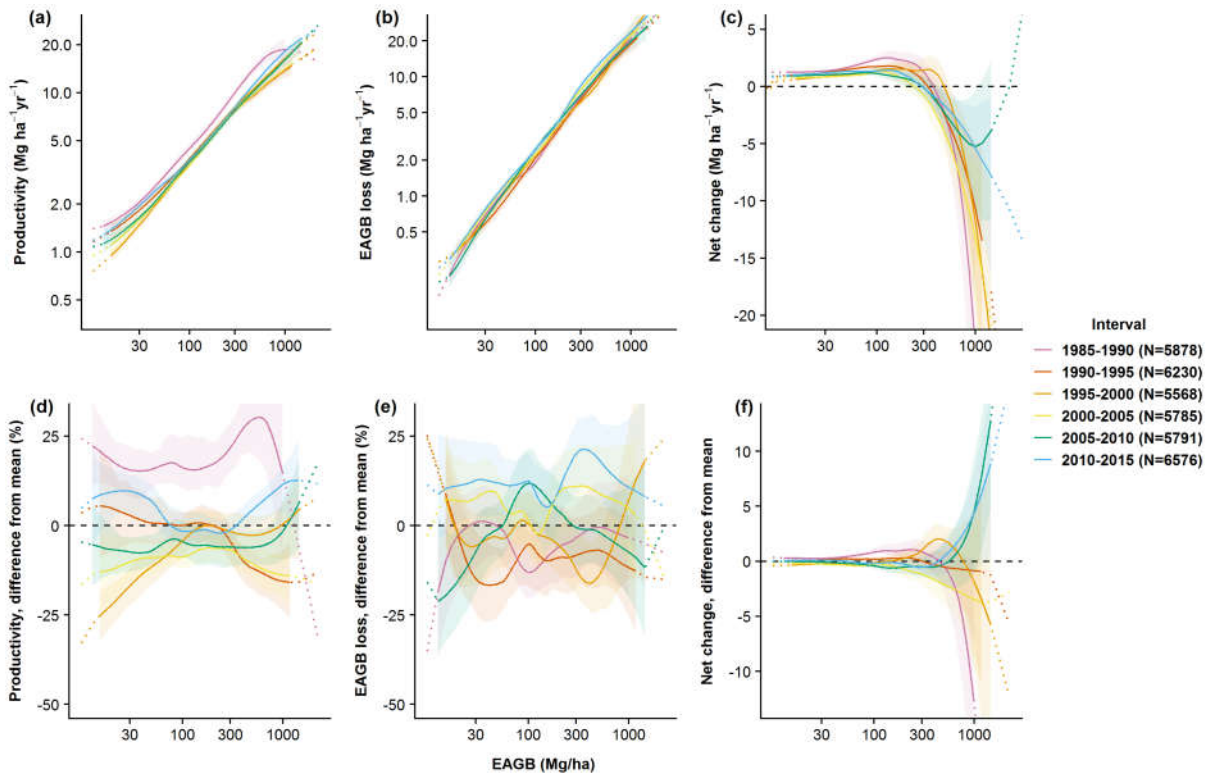 (a)
Productivity (Mg ha⁻¹yr⁻¹)
20.0
10.0
5.0
2.0
1.0
0.5
30 100 300 1000
(b)
EAGB loss (Mg ha⁻¹yr⁻¹)
20.0
10.0
5.0
2.0
1.0
0.5
30 100 300 1000
(c)
Net change (Mg ha⁻¹yr⁻¹)
5
0
-5
-10
-15
-20
30 100 300 1000
Interval
1985-1990 (N=5878)
1990-1995 (N=6230)
1995-2000 (N=5568)
2000-2005 (N=5785)
2005-2010 (N=5791)
2010-2015 (N=6576)
(d)
Productivity, difference from mean (%)
25
0
-25
-50
30 100 300 1000
(e)
EAGB loss, difference from mean (%)
25
0
-25
-50
30 100 300 1000
(f)
Net change, difference from mean
10
5
0
-5
-10
30 100 300 1000
EAGB (Mg/ha)